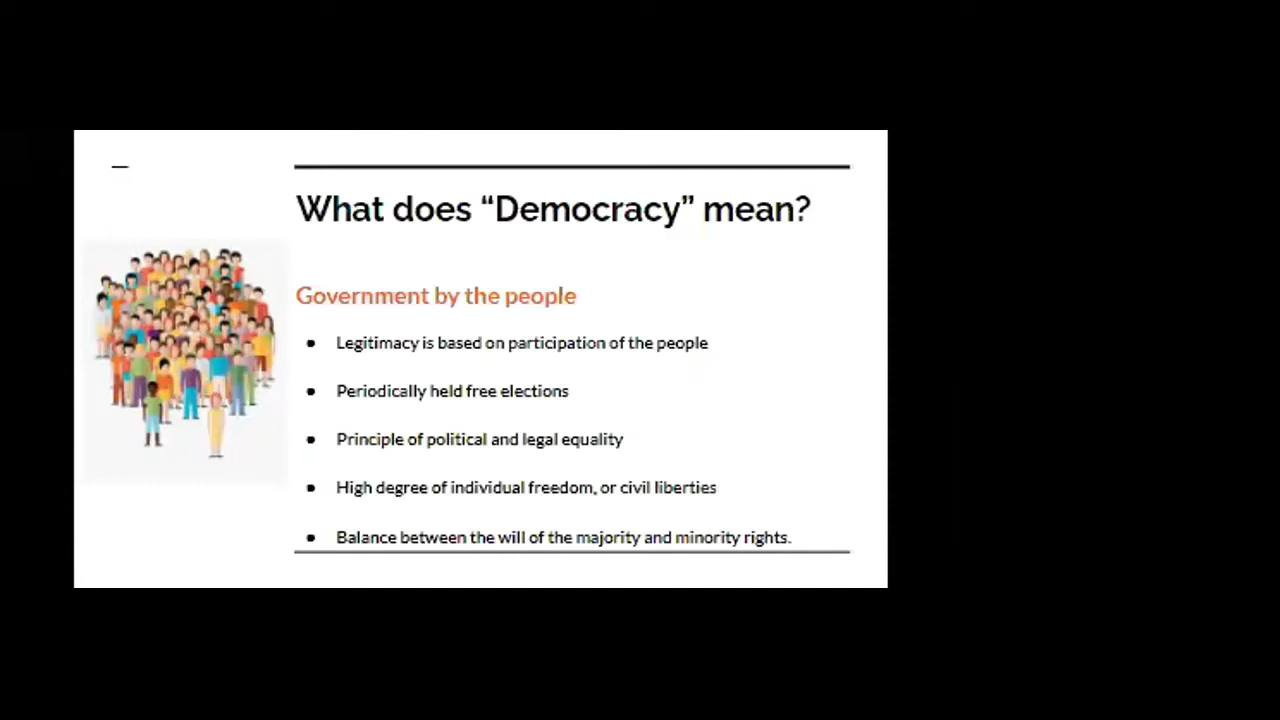 What does “Democracy” mean?
Government by the people
● Legitimacy is based on participation of the people
● Periodically held free elections
● Principle of political and legal equality
● High degree of individual freedom, or civil liberties
● Balance between the will of the majority and minority rights.